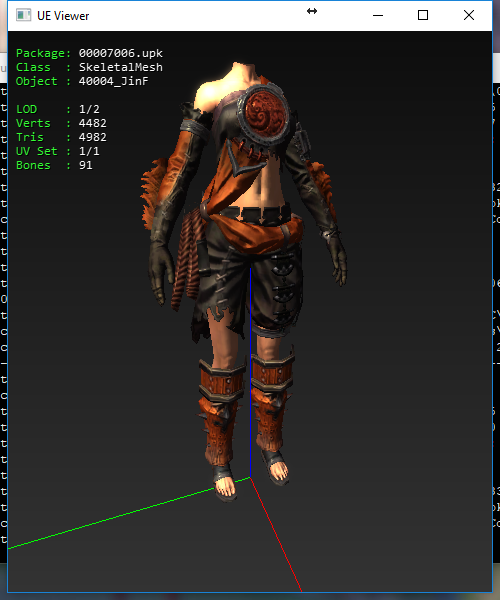 UE Viewer
Package: 00007006.upk
Class : SkeletalMesh
Object : 40004_JinF
LOD : 1/2
Verts : 4482
Tris : 4982
UV Set : 1/1
Bones : 91